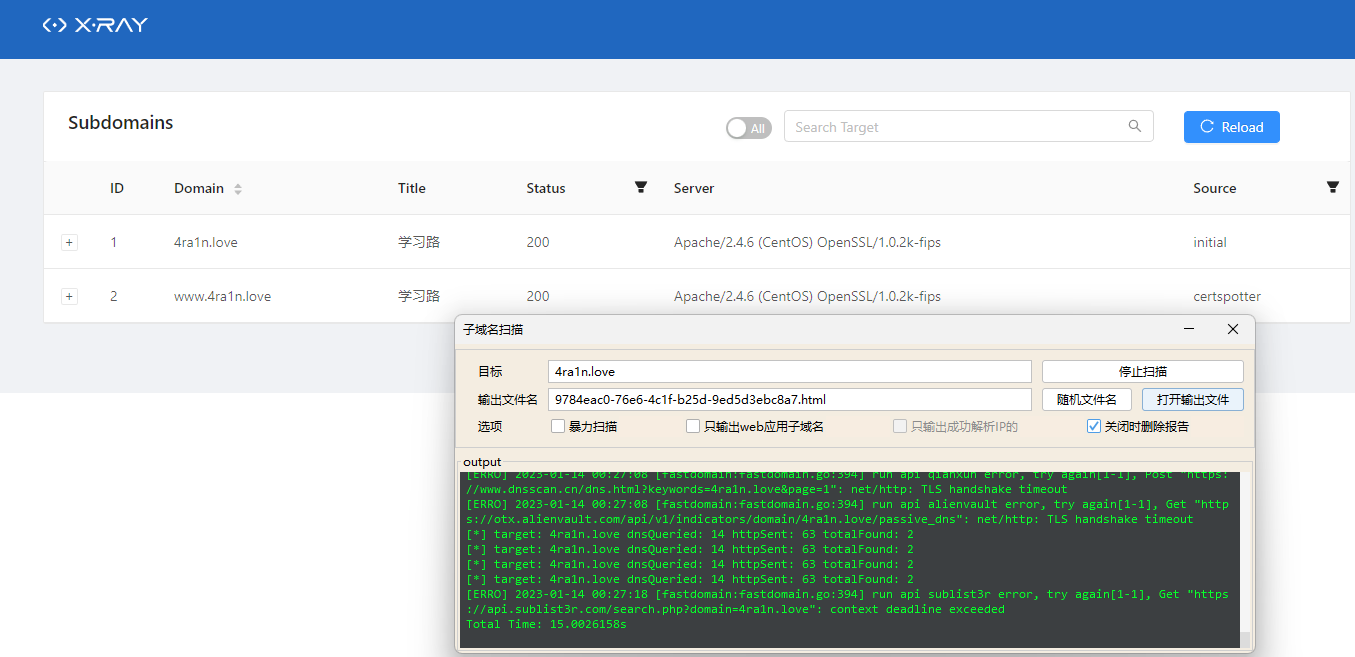 X-RAY
Subdomains
All
Search Target
Reload
ID Domain Title Status Server Source
1 4ra1n.love 学习路 200 Apache/2.4.6 (CentOS) OpenSSL/1.0.2k-fips initial
2 www.4ra1n.love 学习路 200 Apache/2.4.6 (CentOS) OpenSSL/1.0.2k-fips certspotter
子域名扫描
目标 4ra1n.love 停止扫描
输出文件名 9784eac0-76e6-4c1f-b25d-9ed5d3ebc8a7.html 随机文件名 打开输出文件
选项 暴力扫描 只输出web应用子域名 只输出成功解析IP的 关闭时删除报告
output
[ERRO] 2023-01-14 00:27:08 [fastdomain:fastdomain.go:394] run api qianxun error, try again[1-1], Post "https:
//www.dnsscan.cn/dns.html?keywords=4ra1n.love&page=1": net/http: TLS handshake timeout
[ERRO] 2023-01-14 00:27:08 [fastdomain:fastdomain.go:394] run api alienvault error, try again[1-1], Get "http
s://otx.alienvault.com/api/v1/indicators/domain/4ra1n.love/passive_dns": net/http: TLS handshake timeout
[*] target: 4ra1n.love dnsQueried: 14 httpSent: 63 totalFound: 2
[*] target: 4ra1n.love dnsQueried: 14 httpSent: 63 totalFound: 2
[*] target: 4ra1n.love dnsQueried: 14 httpSent: 63 totalFound: 2
[*] target: 4ra1n.love dnsQueried: 14 httpSent: 63 totalFound: 2
[ERRO] 2023-01-14 00:27:18 [fastdomain:fastdomain.go:394] run api sublist3r error, try again[1-1], Get "https
://api.sublist3r.com/search.php?domain=4ra1n.love": context deadline exceeded
Total Time: 15.0026158s